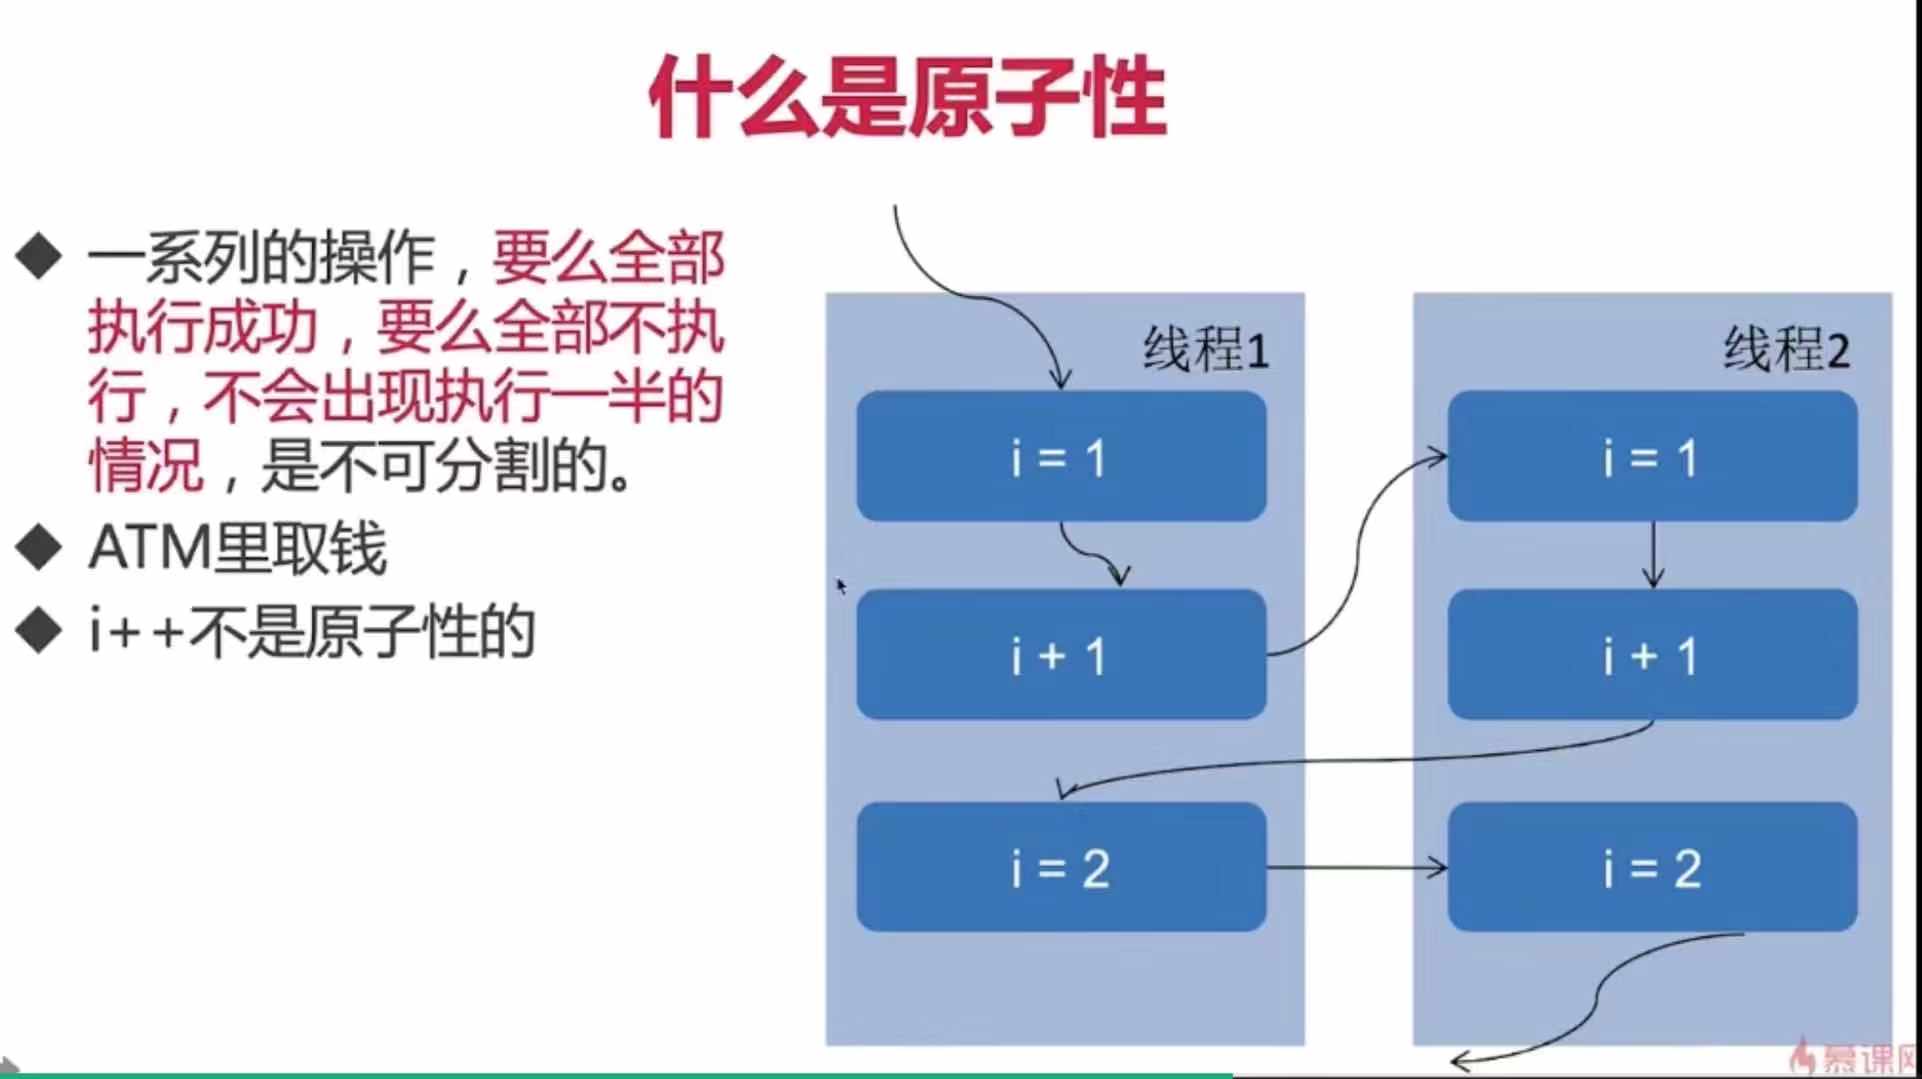 什么是原子性
一系列的操作，要么全部
执行成功，要么全部不执
行，不会出现执行一半的
情况，是不可分割的。
ATM里取钱
i++不是原子性的
线程1
i = 1
i + 1
i = 2
线程2
i = 1
i + 1
i = 2
慕课网